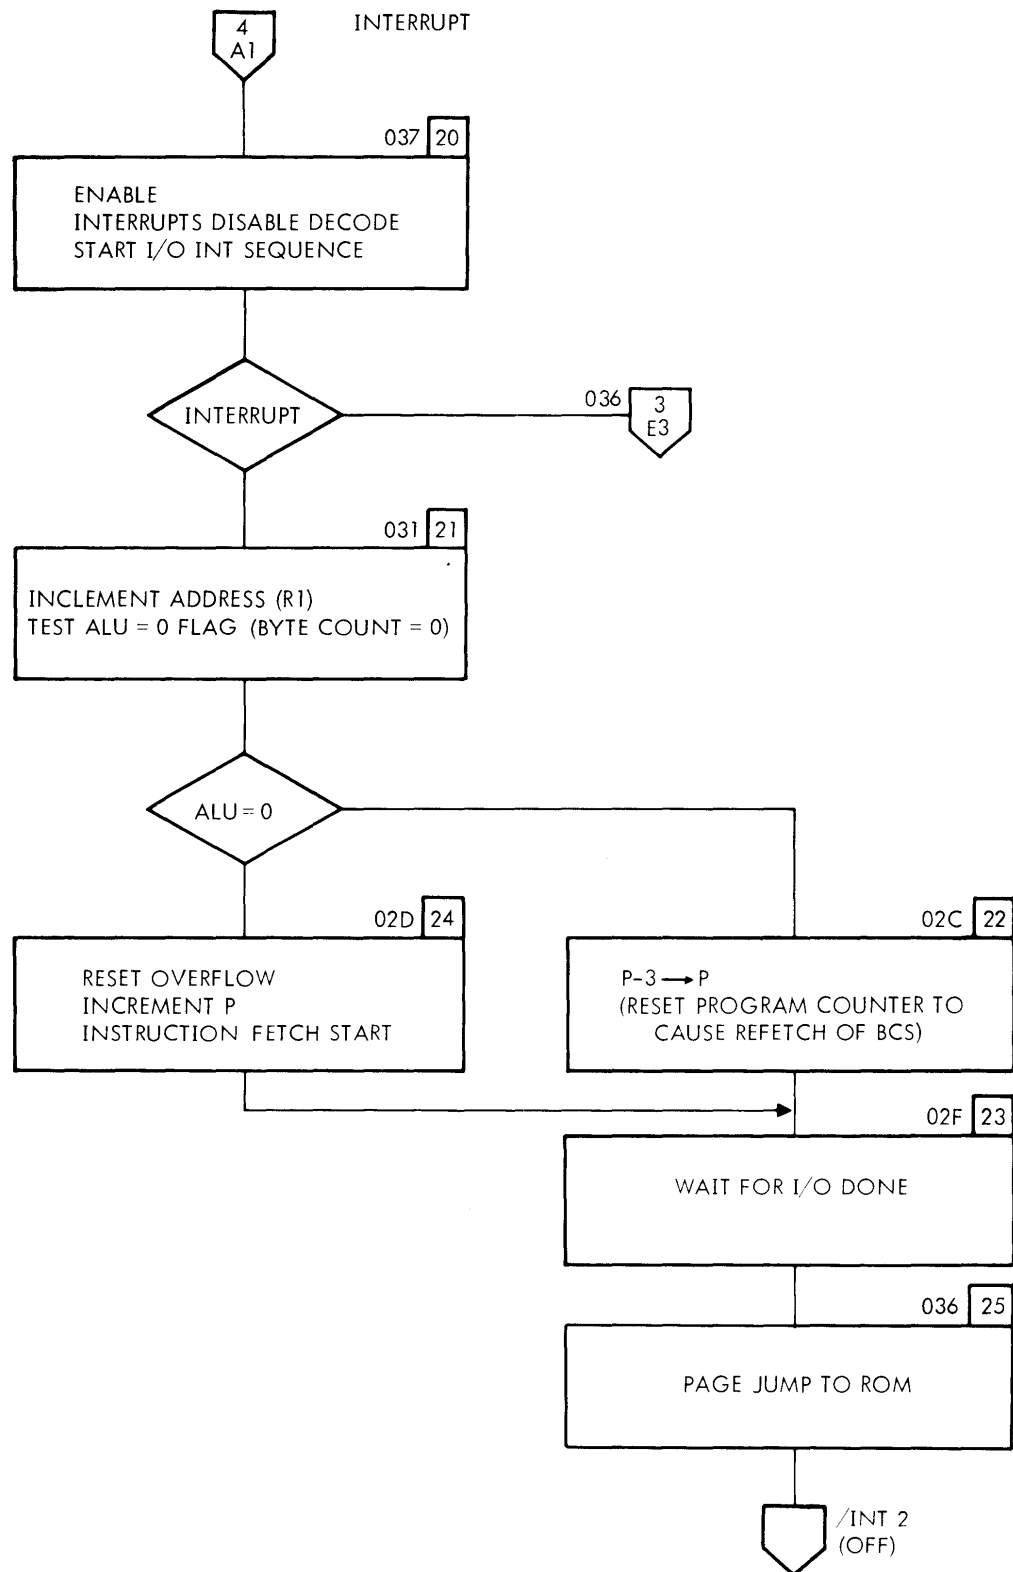 4
A1
INTERRUPT
037 20
ENABLE
INTERRUPTS DISABLE DECODE
START I/O INT SEQUENCE
INTERRUPT
036
3
E3
031 21
INCLEMENT ADDRESS (R1)
TEST ALU = 0 FLAG (BYTE COUNT = 0)
ALU = 0
02D 24
RESET OVERFLOW
INCREMENT P
INSTRUCTION FETCH START
02C 22
P-3 → P
(RESET PROGRAM COUNTER TO
CAUSE REFETCH OF BCS)
02F 23
WAIT FOR I/O DONE
036 25
PAGE JUMP TO ROM
/INT 2
(OFF)